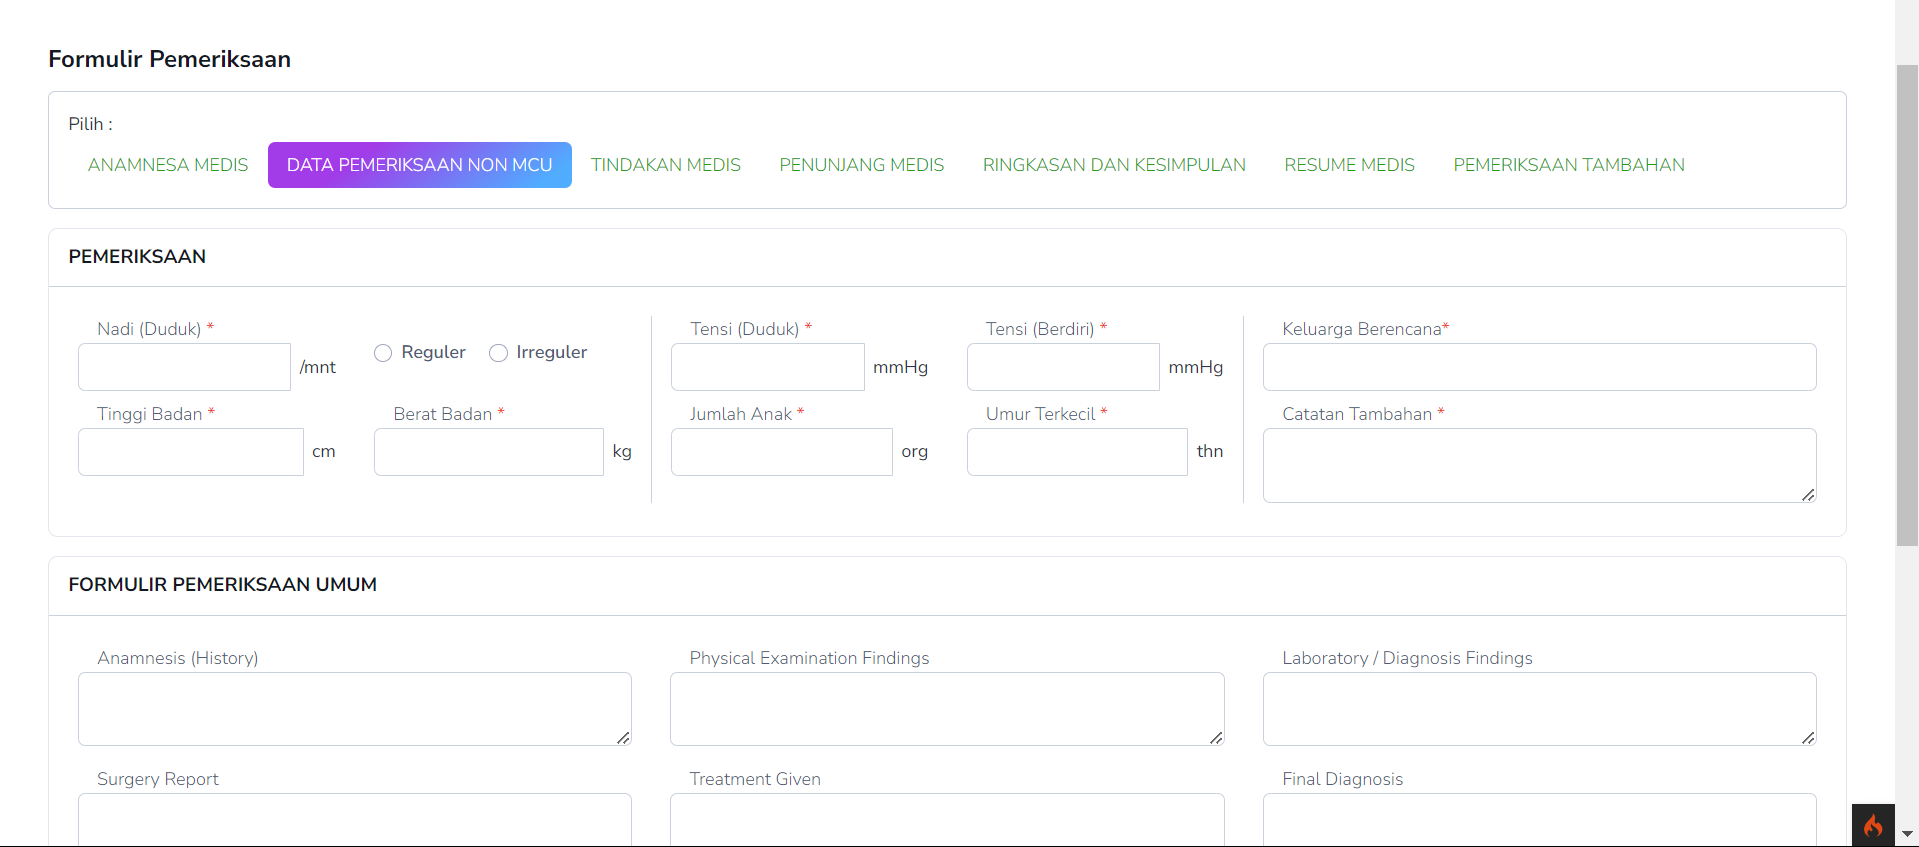 Formulir Pemeriksaan
Pilih :
ANAMNESA MEDIS DATA PEMERIKSAAN NON MCU TINDAKAN MEDIS PENUNJANG MEDIS RINGKASAN DAN KESIMPULAN RESUME MEDIS PEMERIKSAAN TAMBAHAN
PEMERIKSAAN
Nadi (Duduk) * Tensi (Duduk) * Tensi (Berdiri) * Keluarga Berencana*
/mnt Reguler Irreguler mmHg mmHg
Tinggi Badan * Berat Badan * Jumlah Anak * Umur Terkecil * Catatan Tambahan *
cm kg org thn
FORMULIR PEMERIKSAAN UMUM
Anamnesis (History) Physical Examination Findings Laboratory / Diagnosis Findings
Surgery Report Treatment Given Final Diagnosis